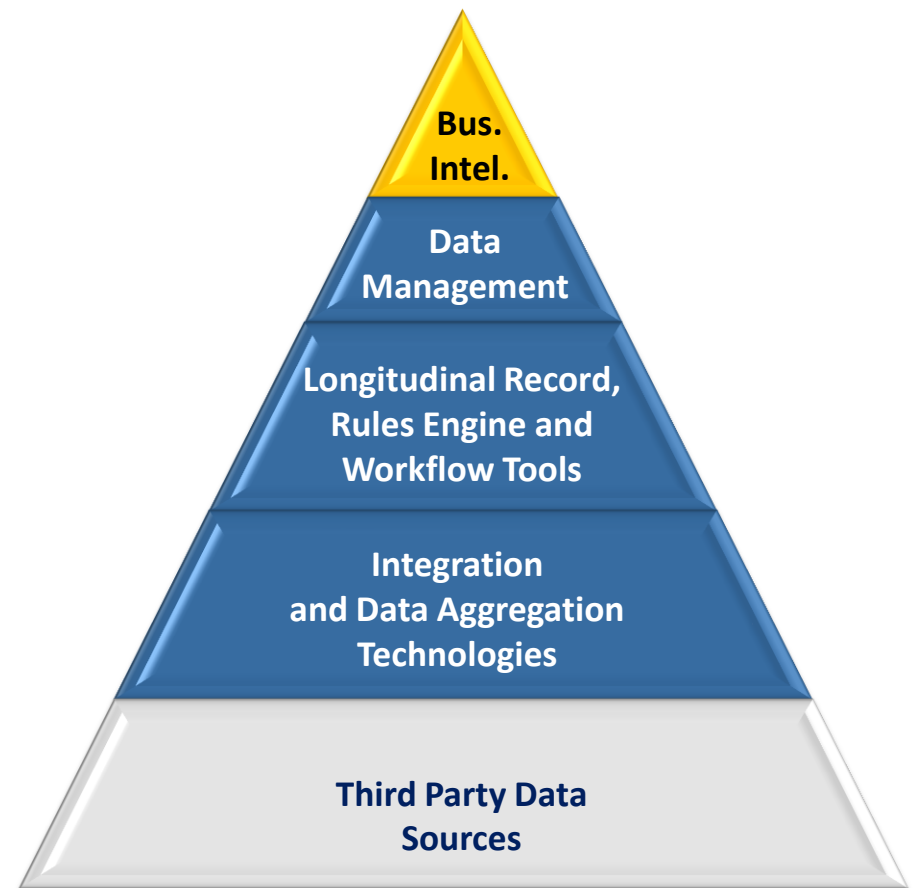 Bus.
Intel.
Data
Management
Longitudinal Record,
Rules Engine and
Workflow Tools
Integration
and Data Aggregation
Technologies
Third Party Data
Sources